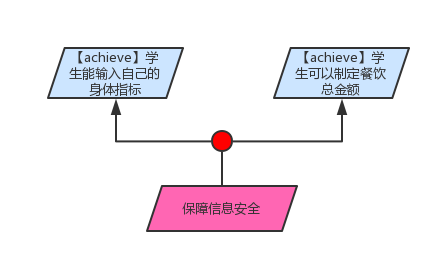 【achieve】学
生能输入自己的
身体指标
【achieve】学
生可以制定餐饮
总金额
保障信息安全